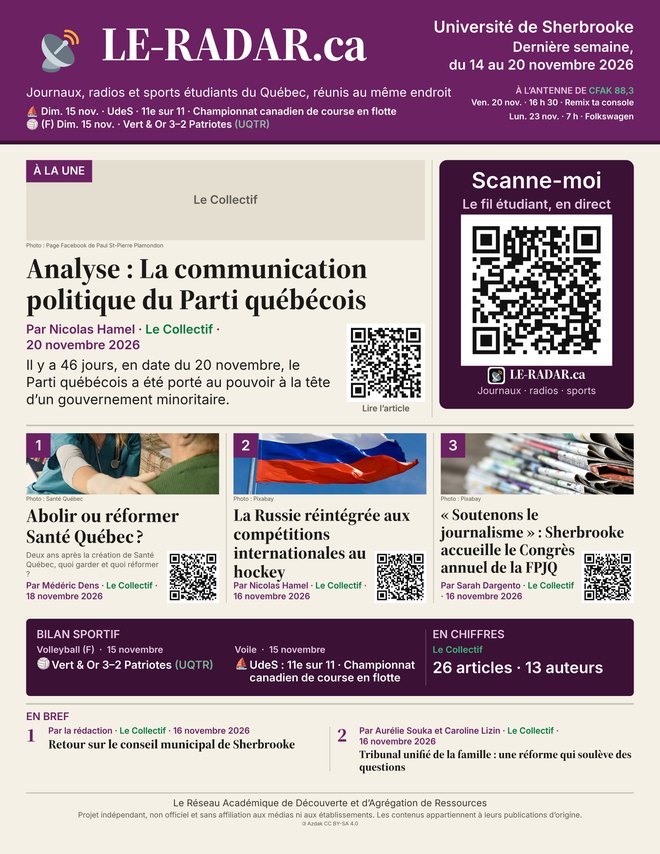 LE-RADAR.ca
Université de Sherbrooke
Dernière semaine,
du 14 au 20 novembre 2026
Journaux, radios et sports étudiants du Québec, réunis au même endroit
⛵ Dim. 15 nov. · UdeS · 11e sur 11 · Championnat canadien de course en flotte
🏐 (F) Dim. 15 nov. · Vert & Or 3–2 Patriotes (UQTR)
À L'ANTENNE DE CFAK 88,3
Ven. 20 nov. · 16 h 30 · Remix ta console
Lun. 23 nov. · 7 h · Folkswagen
À LA UNE
Le Collectif
Photo : Page Facebook de Paul St-Pierre Plamondon
Analyse : La communication
politique du Parti québécois
Par Nicolas Hamel · Le Collectif ·
20 novembre 2026
Il y a 46 jours, en date du 20 novembre, le
Parti québécois a été porté au pouvoir à la tête
d'un gouvernement minoritaire.
Lire l'article
Scanne-moi
Le fil étudiant, en direct
LE-RADAR.ca
Journaux · radios · sports
1
Photo : Santé Québec
Abolir ou réformer
Santé Québec ?
Deux ans après la création de Santé
Québec, quoi garder et quoi réformer
?
Par Médéric Dens · Le Collectif ·
18 novembre 2026
2
Photo : Pixabay
La Russie réintégrée aux
compétitions
internationales au
hockey
Par Nicolas Hamel · Le Collectif ·
17 novembre 2026
3
Photo : Pixabay
« Soutenons le
journalisme » : Sherbrooke
accueille le Congrès
annuel de la FPJQ
Par Sarah Dargento · Le Collectif
· 16 novembre 2026
BILAN SPORTIF
Volleyball (F) · 15 novembre
🏐 Vert & Or 3–2 Patriotes (UQTR)
Voile · 15 novembre
⛵ UdeS : 11e sur 11 · Championnat
canadien de course en flotte
EN CHIFFRES
Le Collectif
26 articles · 13 auteurs
EN BREF
1
Par la rédaction · Le Collectif · 16 novembre 2026
Retour sur le conseil municipal de Sherbrooke
2
Par Aurélie Souka et Caroline Lizin · Le Collectif ·
16 novembre 2026
Tribunal unifié de la famille : une réforme qui soulève des
questions
Le Réseau Académique de Découverte et d'Agrégation de Ressources
Projet indépendant, non officiel et sans affiliation aux médias ni aux établissements. Les contenus appartiennent à leurs publications d'origine.
Azdak CC BY-SA 4.0